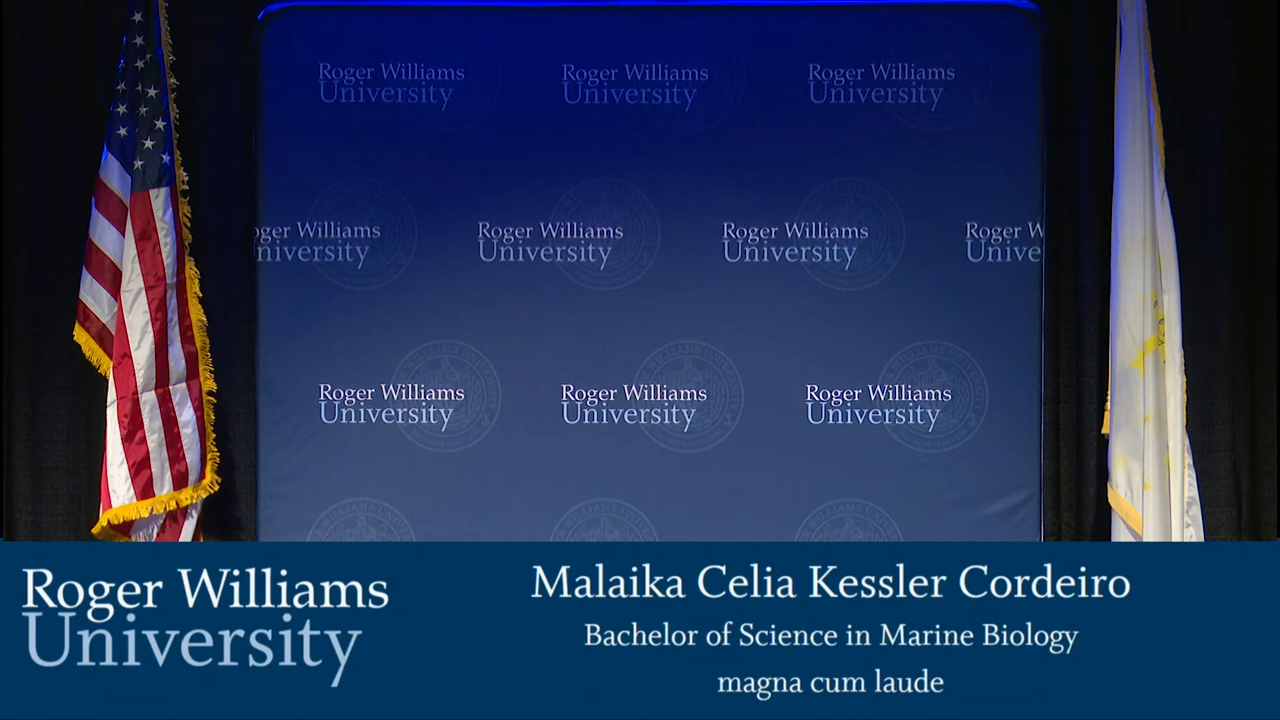 Roger Williams
University
Roger Williams
University
Roger Williams
University
oger Williams
niversity
Roger Williams
University
Roger Williams
University
Roger W
Unive
Roger Williams
University
Roger Williams
University
Roger Williams
University
Roger Williams
University
Malaika Celia Kessler Cordeiro
Bachelor of Science in Marine Biology
magna cum laude